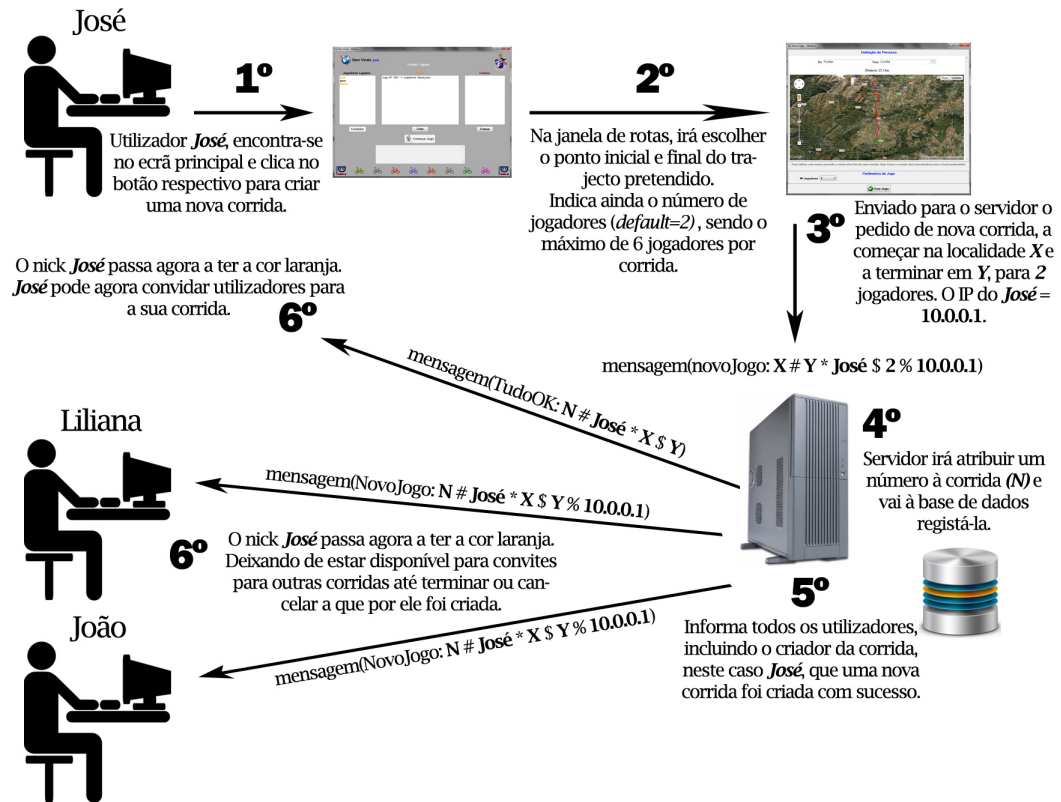 José
1º
Utilizador José, encontra-se
no ecrã principal e clica no
botão respectivo para criar
uma nova corrida.
2º
Na janela de rotas, irá escolher
o ponto inicial e final do tra-
jecto pretendido.
Indica ainda o número de
jogadores (default=2) , sendo o
máximo de 6 jogadores por
corrida.
Definição do Percurso
3º
Enviado para o servidor o
pedido de nova corrida, a
começar na localidade X e
a terminar em Y, para 2
jogadores. O IP do José =
10.0.0.1.
mensagem(novoJogo: X # Y * José $ 2 % 10.0.0.1)
4º
Servidor irá atribuir um
número à corrida (N) e
vai à base de dados
registá-la.
5º
Informa todos os utilizadores,
incluindo o criador da corrida,
neste caso José, que uma nova
corrida foi criada com sucesso.
O nick José passa agora a ter a cor laranja.
José pode agora convidar utilizadores para
a sua corrida.
6º
mensagem(TudoOK: N # José * X $ Y)
Liliana
mensagem(NovoJogo: N # José * X $ Y % 10.0.0.1)
6º
O nick José passa agora a ter a cor laranja.
Deixando de estar disponível para convites
para outras corridas até terminar ou can-
celar a que por ele foi criada.
João
mensagem(NovoJogo: N # José * X $ Y % 10.0.0.1)